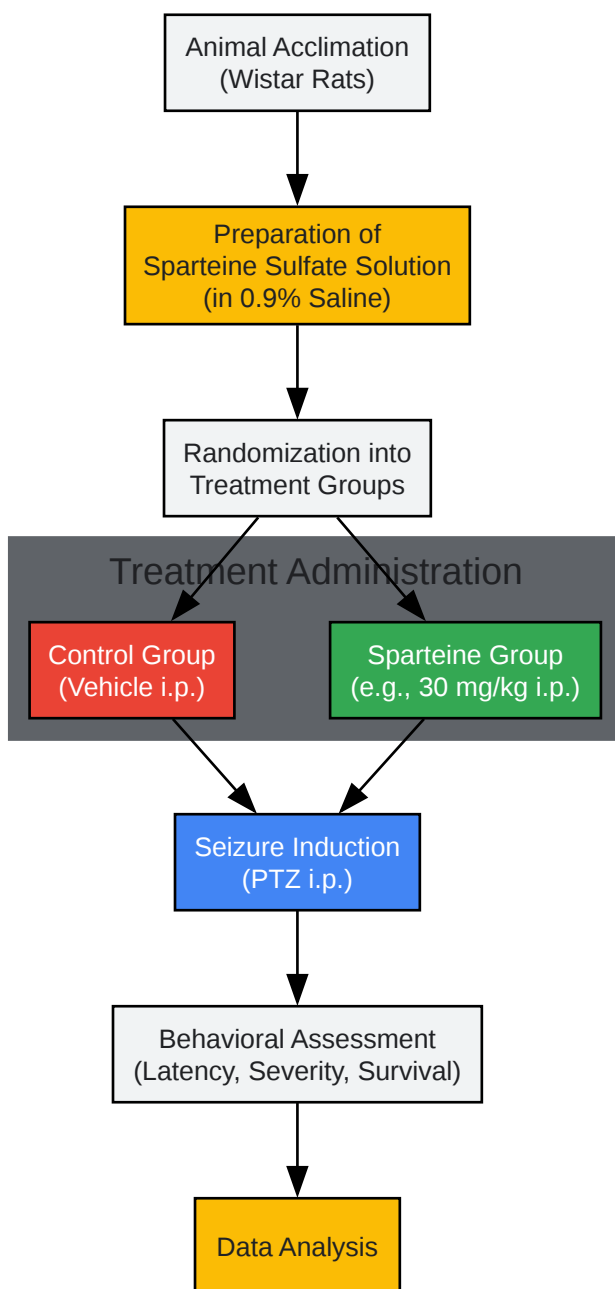 Animal Acclimation
(Wistar Rats)
Preparation of
Sparteine Sulfate Solution
(in 0.9% Saline)
Randomization into
Treatment Groups
Treatment Administration
Control Group
(Vehicle i.p.)
Sparteine Group
(e.g., 30 mg/kg i.p.)
Seizure Induction
(PTZ i.p.)
Behavioral Assessment
(Latency, Severity, Survival)
Data Analysis